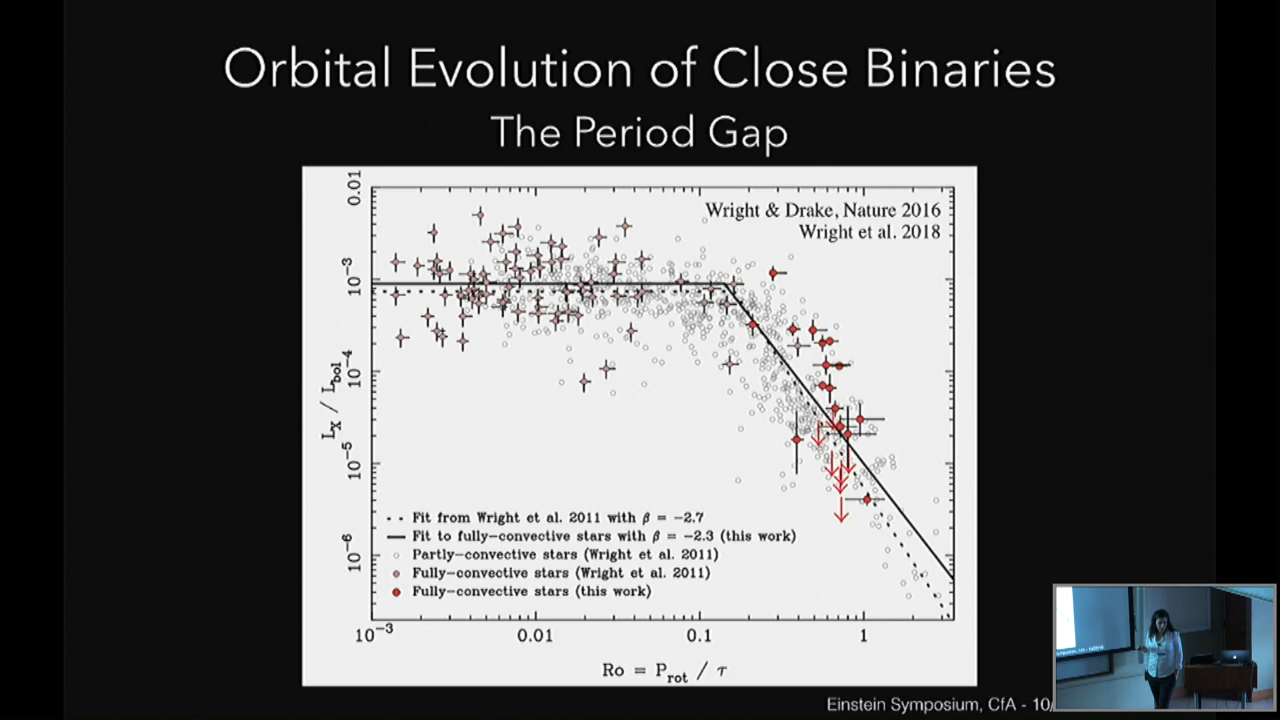 Orbital Evolution of Close Binaries
The Period Gap
Wright & Drake, Nature 2016
Wright et al. 2018
0.01
10⁻³
10⁻⁴
10⁻⁵
10⁻⁶
L_X / L_bol
Fit from Wright et al. 2011 with β = −2.7
Fit to fully−convective stars with β = −2.3 (this work)
Partly−convective stars (Wright et al. 2011)
Fully−convective stars (Wright et al. 2011)
Fully−convective stars (this work)
10⁻³ 0.01 0.1 1
Ro = P_rot / τ
Einstein Symposium, CfA - 10/